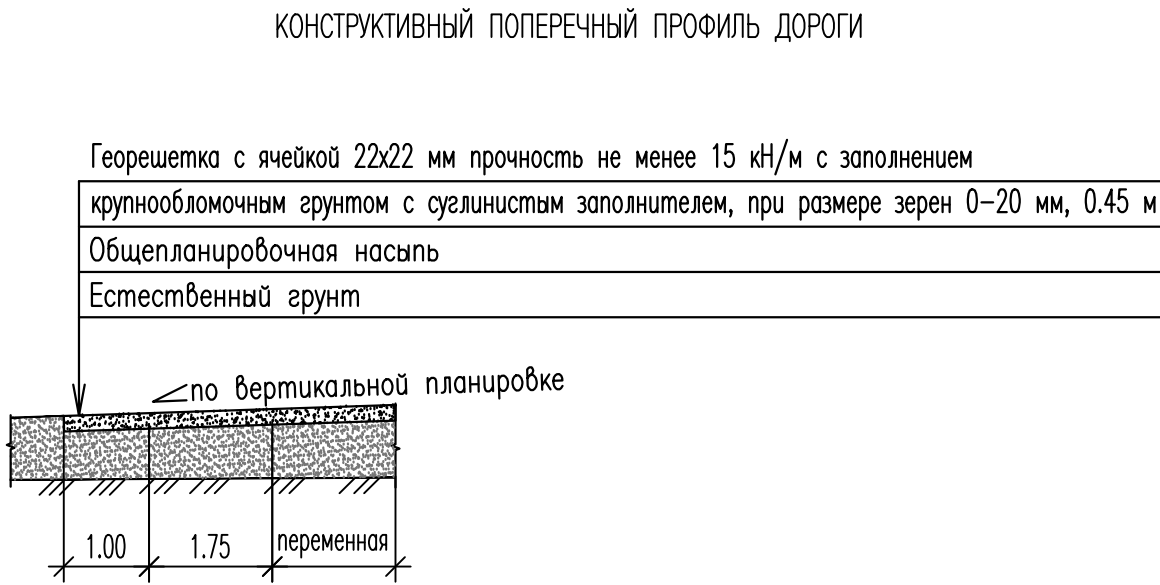 КОНСТРУКТИВНЫЙ ПОПЕРЕЧНЫЙ ПРОФИЛЬ ДОРОГИ
Георешетка с ячейкой 22х22 мм прочность не менее 15 кН/м с заполнением
крупнообломочным грунтом с суглинистым заполнителем, при размере зерен 0–20 мм, 0.45 м
Общепланировочная насыпь
Естественный грунт
по вертикальной планировке
1.00 1.75 переменная